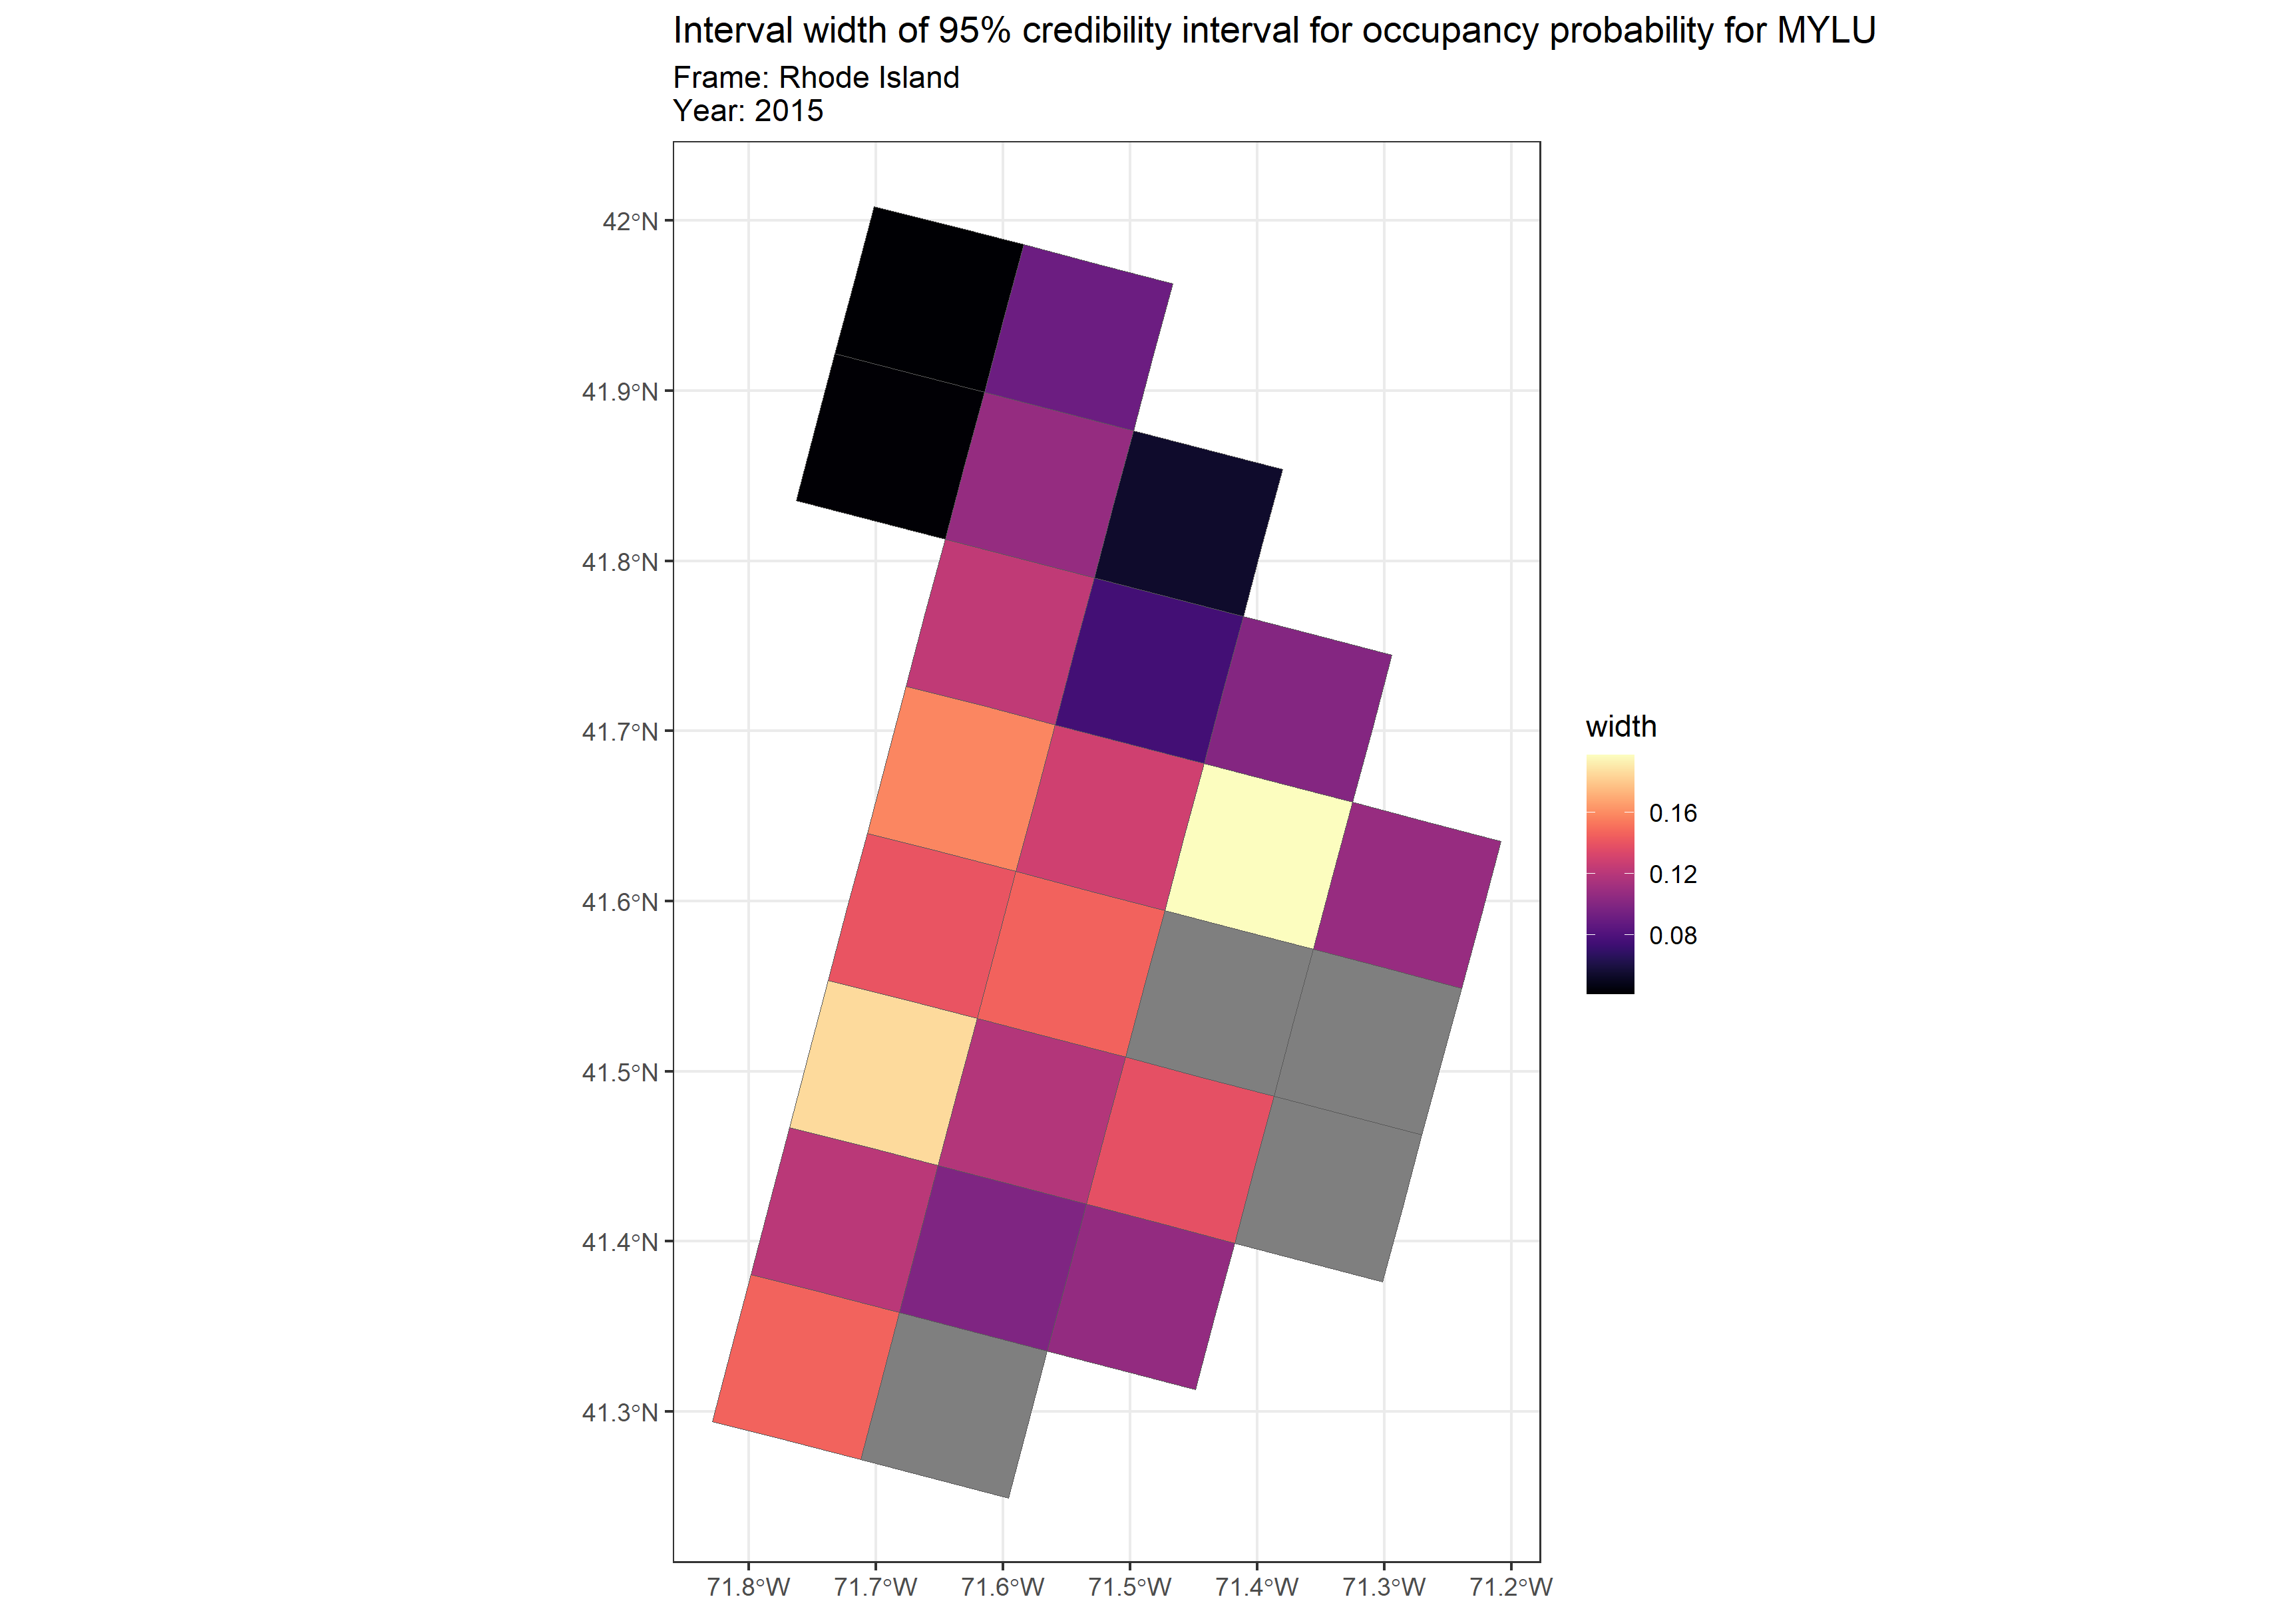 Interval width of 95% credibility interval for occupancy probability for MYLU
Frame: Rhode Island
Year: 2015
42°N
41.9°N
41.8°N
41.7°N
41.6°N
41.5°N
41.4°N
41.3°N
71.8°W 71.7°W 71.6°W 71.5°W 71.4°W 71.3°W 71.2°W
width
0.16
0.12
0.08